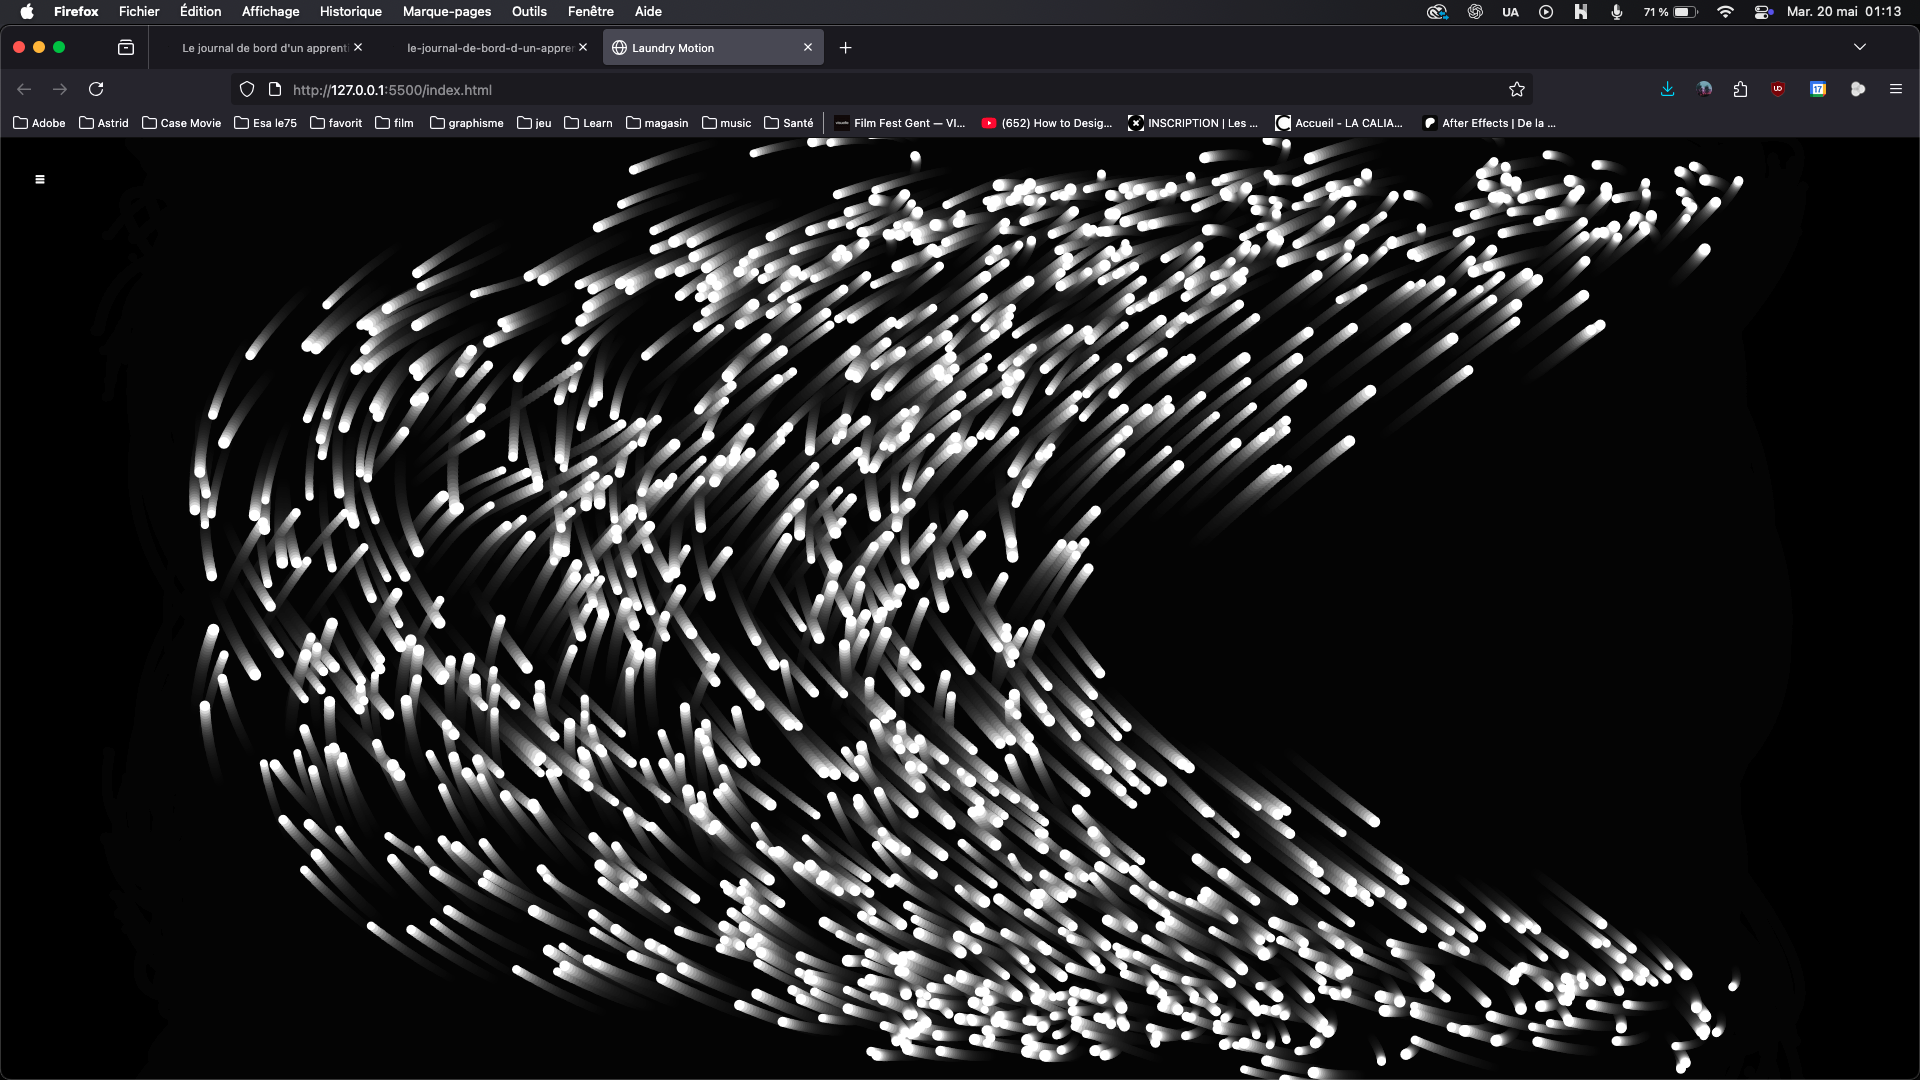 Firefox Fichier Édition Affichage Historique Marque-pages Outils Fenêtre Aide UA 71 % Mar. 20 mai 01:13
Le journal de bord d'un apprenti le-journal-de-bord-d-un-appre Laundry Motion
http://127.0.0.1:5500/index.html UD 17
Adobe Astrid Case Movie Esa le75 favorit film graphisme jeu Learn magasin music Santé Film Fest Gent — VI... (652) How to Desig... INSCRIPTION | Les ... Accueil - LA CALIA... After Effects | De la ...